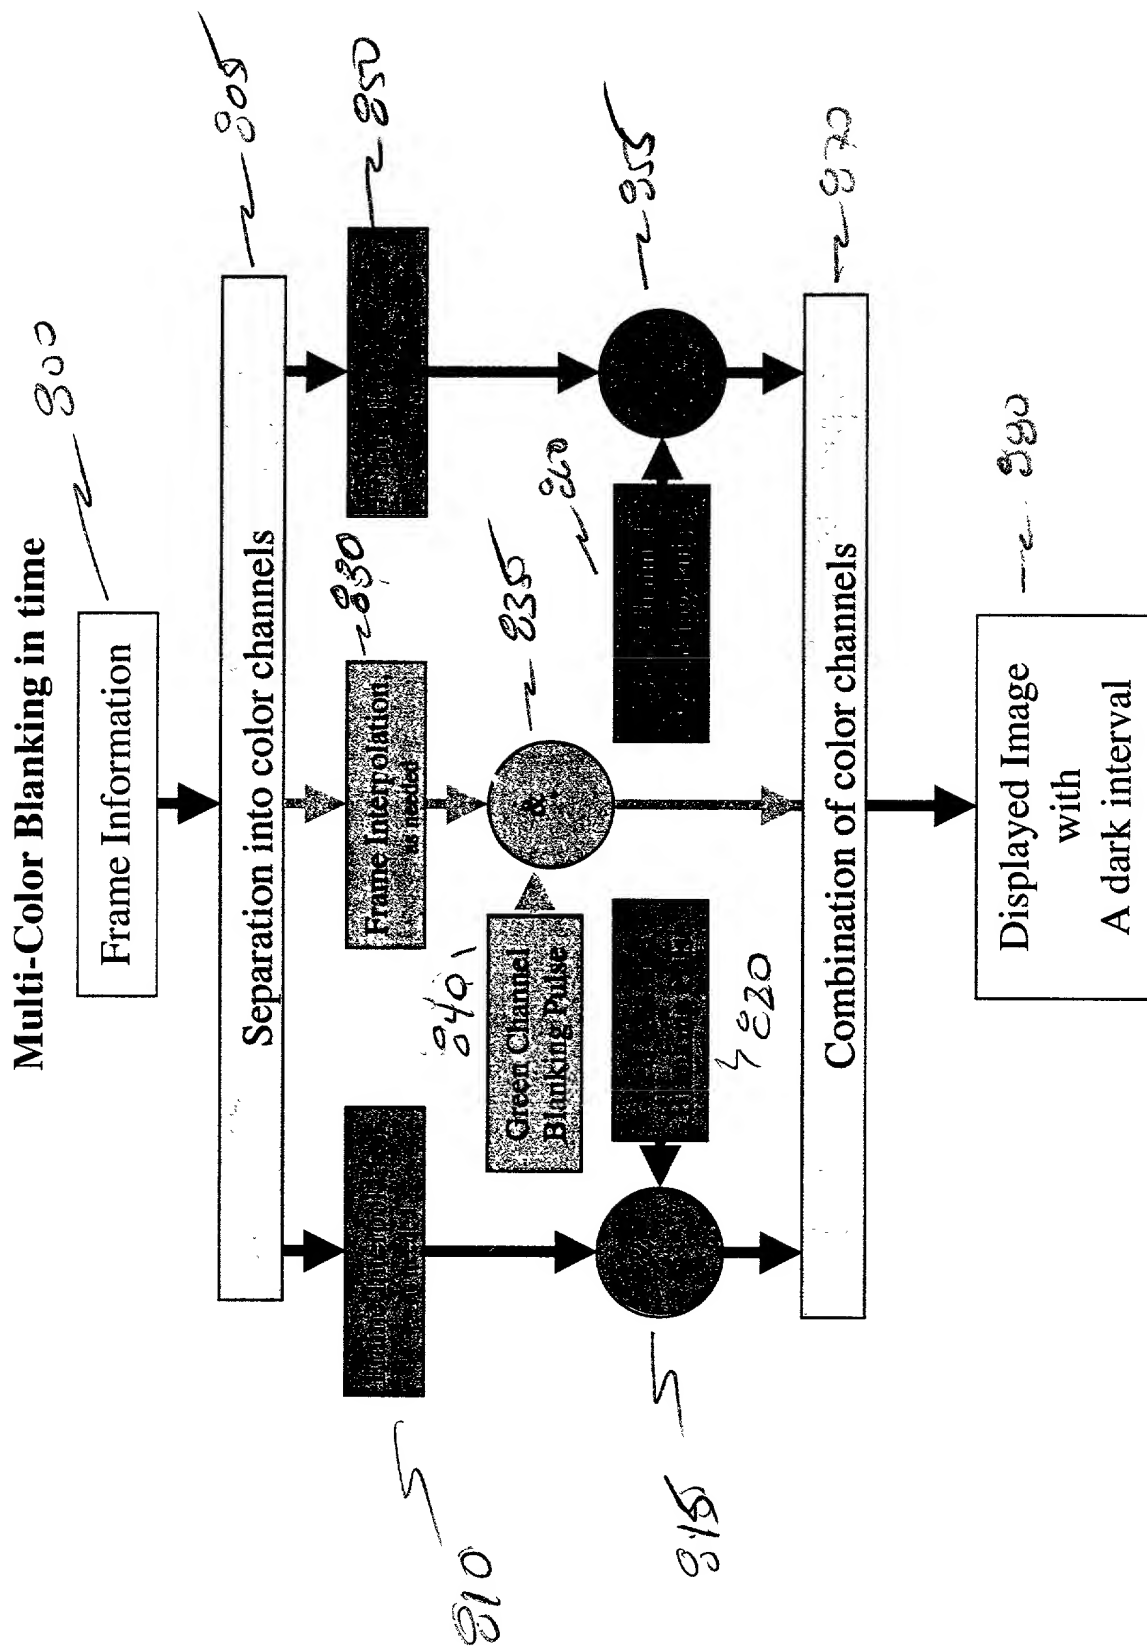 Multi-Color Blanking in time
Frame Information
800
Separation into color channels
805
810
Frame Interpolation,
as needed
830
850
Green Channel
Blanking Pulse
840
&
835
815
820
860
855
Combination of color channels
870
Displayed Image
with
A dark interval